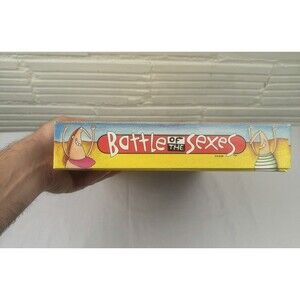 Battle OF THE Sexes